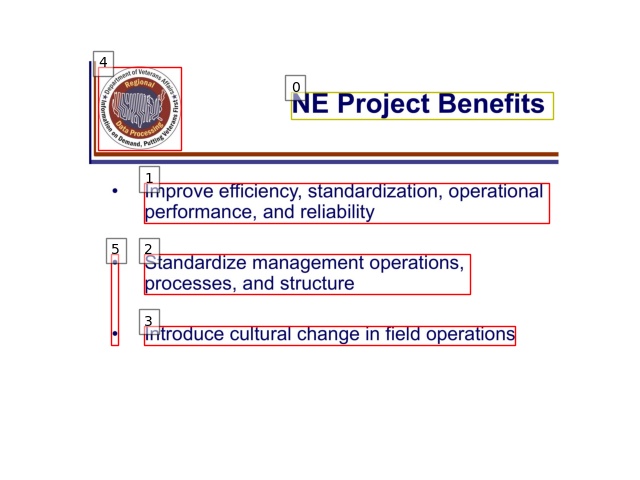 4
Department of Veterans Affairs
Regional
Data Processing
Information on Demand, Putting Veterans First
0
NE Project Benefits
1
• Improve efficiency, standardization, operational
performance, and reliability
5
2
• Standardize management operations,
processes, and structure
3
• Introduce cultural change in field operations